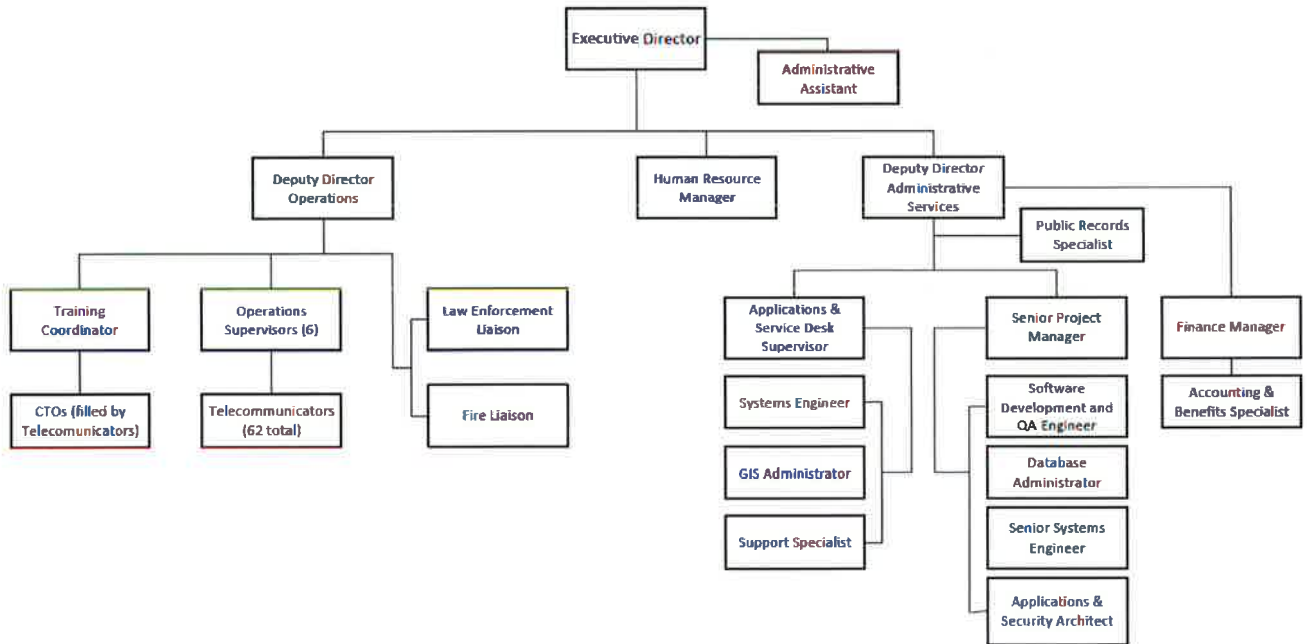 Executive Director
Administrative
Assistant
Deputy Director
Operations
Human Resource
Manager
Deputy Director
Administrative
Services
Public Records
Specialist
Training
Coordinator
Operations
Supervisors (6)
Law Enforcement
Liaison
Applications &
Service Desk
Supervisor
Senior Project
Manager
Finance Manager
CTOs (filled by
Telecomunicators)
Telecommunicators
(62 total)
Fire Liaison
Systems Engineer
Software
Development and
QA Engineer
Accounting &
Benefits Specialist
GIS Administrator
Database
Administrator
Support Specialist
Senior Systems
Engineer
Applications &
Security Architect